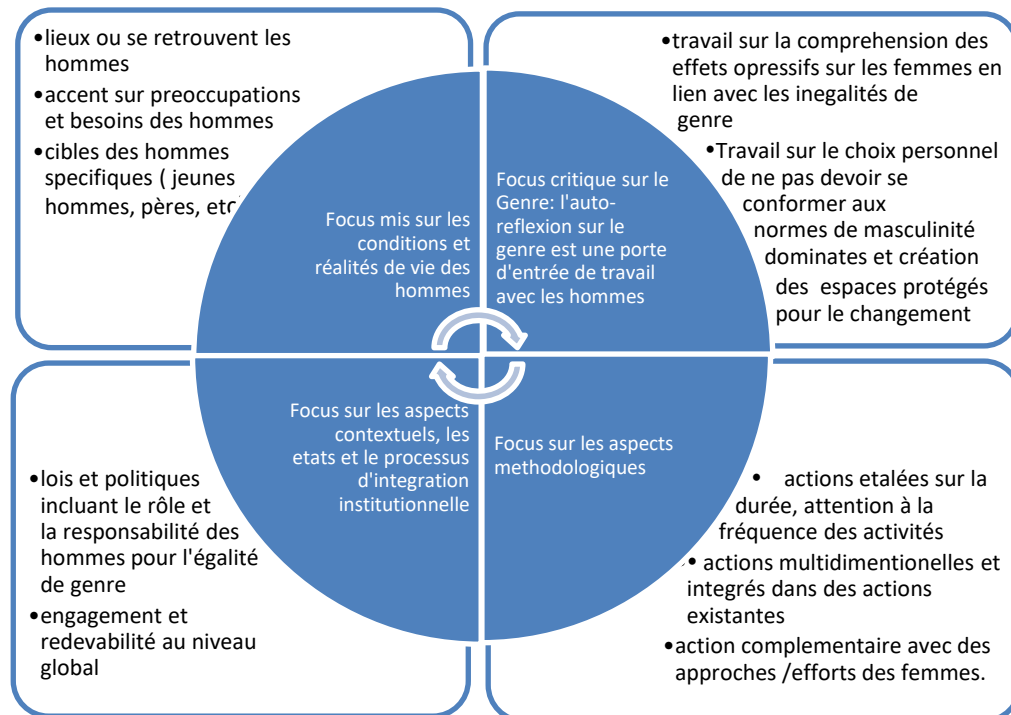 •lieux ou se retrouvent les
hommes
•accent sur preoccupations
et besoins des hommes
•cibles des hommes
specifiques ( jeunes
hommes, pères, etc
Focus mis sur les
conditions et
réalités de vie des
hommes
Focus critique sur le
Genre: l'auto-
reflexion sur le
genre est une porte
d'entrée de travail
avec les hommes
•travail sur la comprehension des
effets opressifs sur les femmes en
lien avec les inegalités de
genre
•Travail sur le choix personnel
de ne pas devoir se
conformer aux
normes de masculinité
dominates et création
des espaces protégés
pour le changement
Focus sur les aspects
contextuels, les
etats et le processus
d'integration
institutionnelle
Focus sur les aspects
methodologiques
•lois et politiques
incluant le rôle et
la responsabilité des
hommes pour l'égalité
de genre
•engagement et
redevabilité au niveau
global
• actions etalées sur la
durée, attention à la
fréquence des activités
• actions multidimentionelles et
integrés dans des actions
existantes
•action complementaire avec des
approches /efforts des femmes.